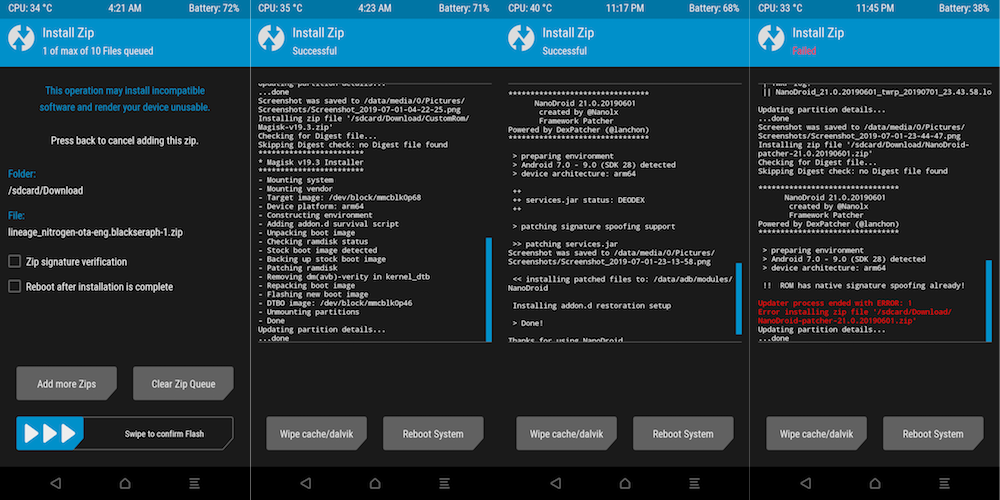 CPU: 34 °C 4:21 AM Battery: 72%
Install Zip
1 of max of 10 Files queued
This operation may install incompatible
software and render your device unusable.
Press back to cancel adding this zip.
Folder:
/sdcard/Download
File:
lineage_nitrogen-ota-eng.blackseraph-1.zip
Zip signature verification
Reboot after installation is complete
Add more Zips
Clear Zip Queue
Swipe to confirm Flash
CPU: 35 °C 4:23 AM Battery: 71%
Install Zip
Successful
Updating partition details...
...done
Screenshot was saved to /data/media/0/Pictures/
Screenshots/Screenshot_2019-07-01-04-22-25.png
Installing zip file '/sdcard/Download/CustomRom/
Magisk-v19.3.zip'
Checking for Digest file...
Skipping Digest check: no Digest file found
************************
* Magisk v19.3 Installer
************************
- Mounting system
- Mounting vendor
- Target image: /dev/block/mmcblk0p68
- Device platform: arm64
- Constructing environment
- Adding addon.d survival script
- Unpacking boot image
- Checking ramdisk status
- Stock boot image detected
- Backing up stock boot image
- Patching ramdisk
- Removing dm(avb)-verity in kernel_dtb
- Repacking boot image
- Flashing new boot image
- DTBO image: /dev/block/mmcblk0p46
- Unmounting partitions
- Done
Updating partition details...
...done
Wipe cache/dalvik
Reboot System
CPU: 40 °C 11:17 PM Battery: 68%
Install Zip
Successful
********************************
NanoDroid 21.0.20190601
created by @Nanolx
Framework Patcher
Powered by DexPatcher (@lanchon)
********************************
> preparing environment
> Android 7.0 - 9.0 (SDK 28) detected
> device architecture: arm64
++
++ services.jar status: DEODEX
++
> patching signature spoofing support
>> patching services.jar
Screenshot was saved to /data/media/0/Pictures/
Screenshots/Screenshot_2019-07-01-23-13-58.png
<< installing patched files to: /data/adb/modules/
NanoDroid
Installing addon.d restoration setup
> Done!
Thanks for using NanoDroid
Wipe cache/dalvik
Reboot System
CPU: 33 °C 11:45 PM Battery: 38%
Install Zip
Failed
|| NanoDroid_21.0.20190601_twrp_20190701_23.43.58.lo
Updating partition details...
...done
Screenshot was saved to /data/media/0/Pictures/
Screenshots/Screenshot_2019-07-01-23-44-47.png
Installing zip file '/sdcard/Download/NanoDroid-
patcher-21.0.20190601.zip'
Checking for Digest file...
Skipping Digest check: no Digest file found
********************************
NanoDroid 21.0.20190601
created by @Nanolx
Framework Patcher
Powered by DexPatcher (@lanchon)
********************************
> preparing environment
> Android 7.0 - 9.0 (SDK 28) detected
> device architecture: arm64
!! ROM has native signature spoofing already!
Updater process ended with ERROR: 1
Error installing zip file '/sdcard/Download/
NanoDroid-patcher-21.0.20190601.zip'
Updating partition details...
...done
Wipe cache/dalvik
Reboot System